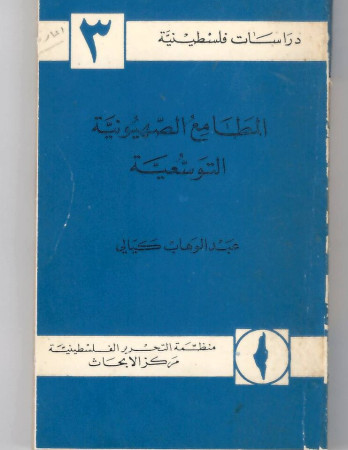 دراسات فلسطينية
٣
المطامع الصهيونية
التوسعية
عبد الوهاب كيالي
منظمة التحرير الفلسطينية
مركز الابحاث